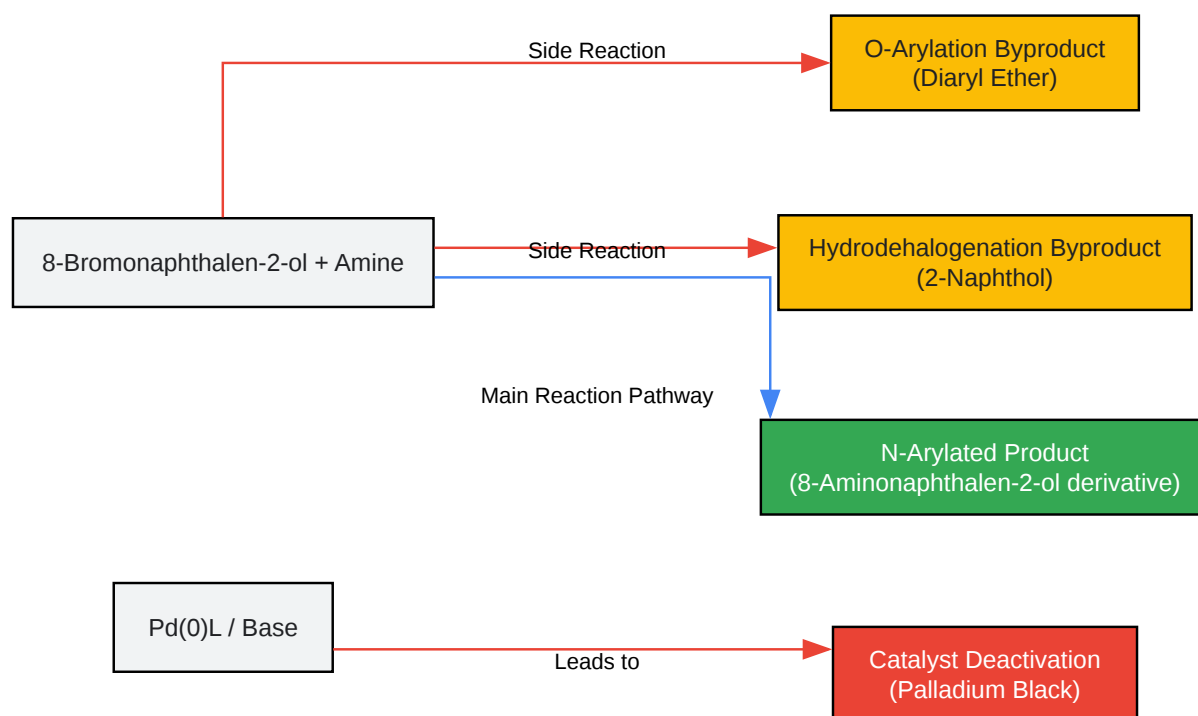 Side Reaction
O-Arylation Byproduct
(Diaryl Ether)
8-Bromonaphthalen-2-ol + Amine
Side Reaction
Hydrodehalogenation Byproduct
(2-Naphthol)
Main Reaction Pathway
N-Arylated Product
(8-Aminonaphthalen-2-ol derivative)
Pd(0)L / Base
Leads to
Catalyst Deactivation
(Palladium Black)